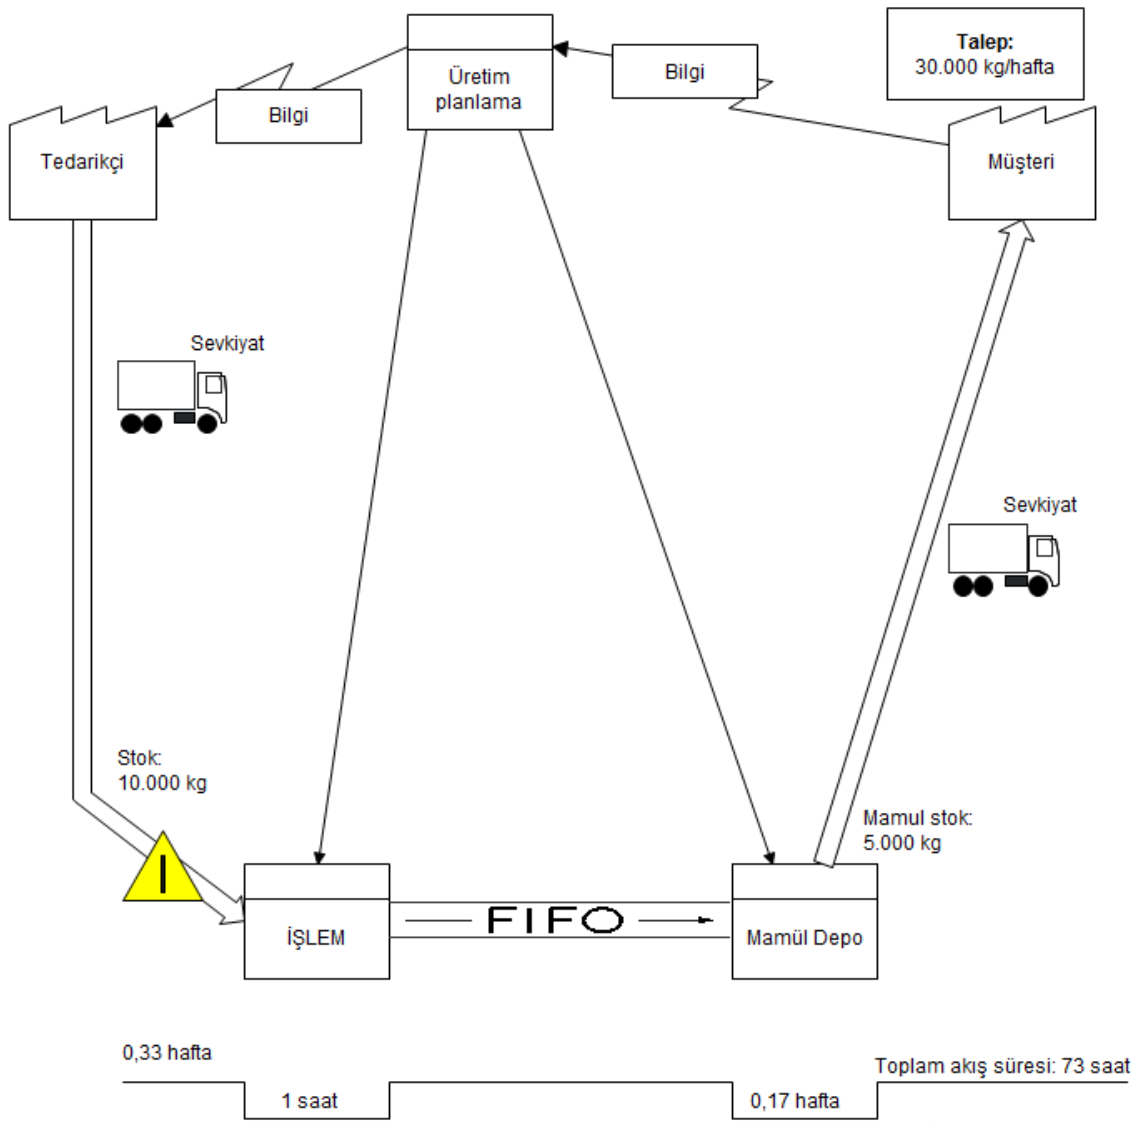 Talep:
30.000 kg/hafta
Üretim
planlama
Bilgi
Bilgi
Tedarikçi
Müşteri
Sevkiyat
Sevkiyat
Stok:
10.000 kg
Mamul stok:
5.000 kg
I
İŞLEM
FIFO
Mamül Depo
0,33 hafta
Toplam akış süresi: 73 saat
1 saat
0,17 hafta